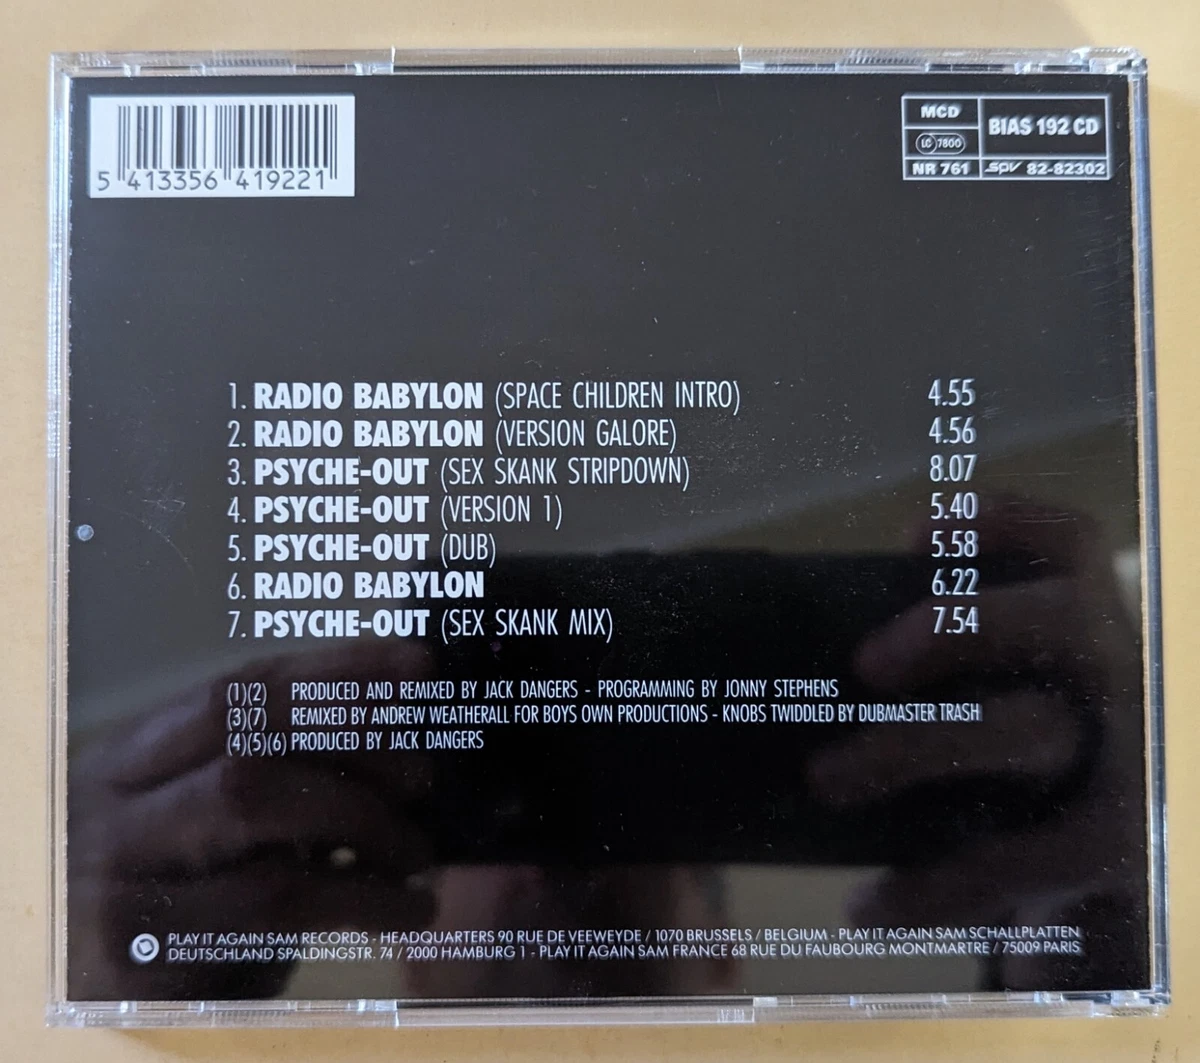 5 413356 419221
MCD
LC 7800
NR 761
BIAS 192 CD
spv 82-82302
1. RADIO BABYLON (SPACE CHILDREN INTRO) 4.55
2. RADIO BABYLON (VERSION GALORE) 4.56
3. PSYCHE-OUT (SEX SKANK STRIPDOWN) 8.07
4. PSYCHE-OUT (VERSION 1) 5.40
5. PSYCHE-OUT (DUB) 5.58
6. RADIO BABYLON 6.22
7. PSYCHE-OUT (SEX SKANK MIX) 7.54
(1)(2) PRODUCED AND REMIXED BY JACK DANGERS - PROGRAMMING BY JONNY STEPHENS
(3)(7) REMIXED BY ANDREW WEATHERALL FOR BOYS OWN PRODUCTIONS - KNOBS TWIDDLED BY DUBMASTER TRASH
(4)(5)(6) PRODUCED BY JACK DANGERS
PLAY IT AGAIN SAM RECORDS - HEADQUARTERS 90 RUE DE VEEWEYDE / 1070 BRUSSELS / BELGIUM - PLAY IT AGAIN SAM SCHALLPLATTEN
DEUTSCHLAND SPALDINGSTR. 74 / 2000 HAMBURG 1 - PLAY IT AGAIN SAM FRANCE 68 RUE DU FAUBOURG MONTMARTRE / 75009 PARIS